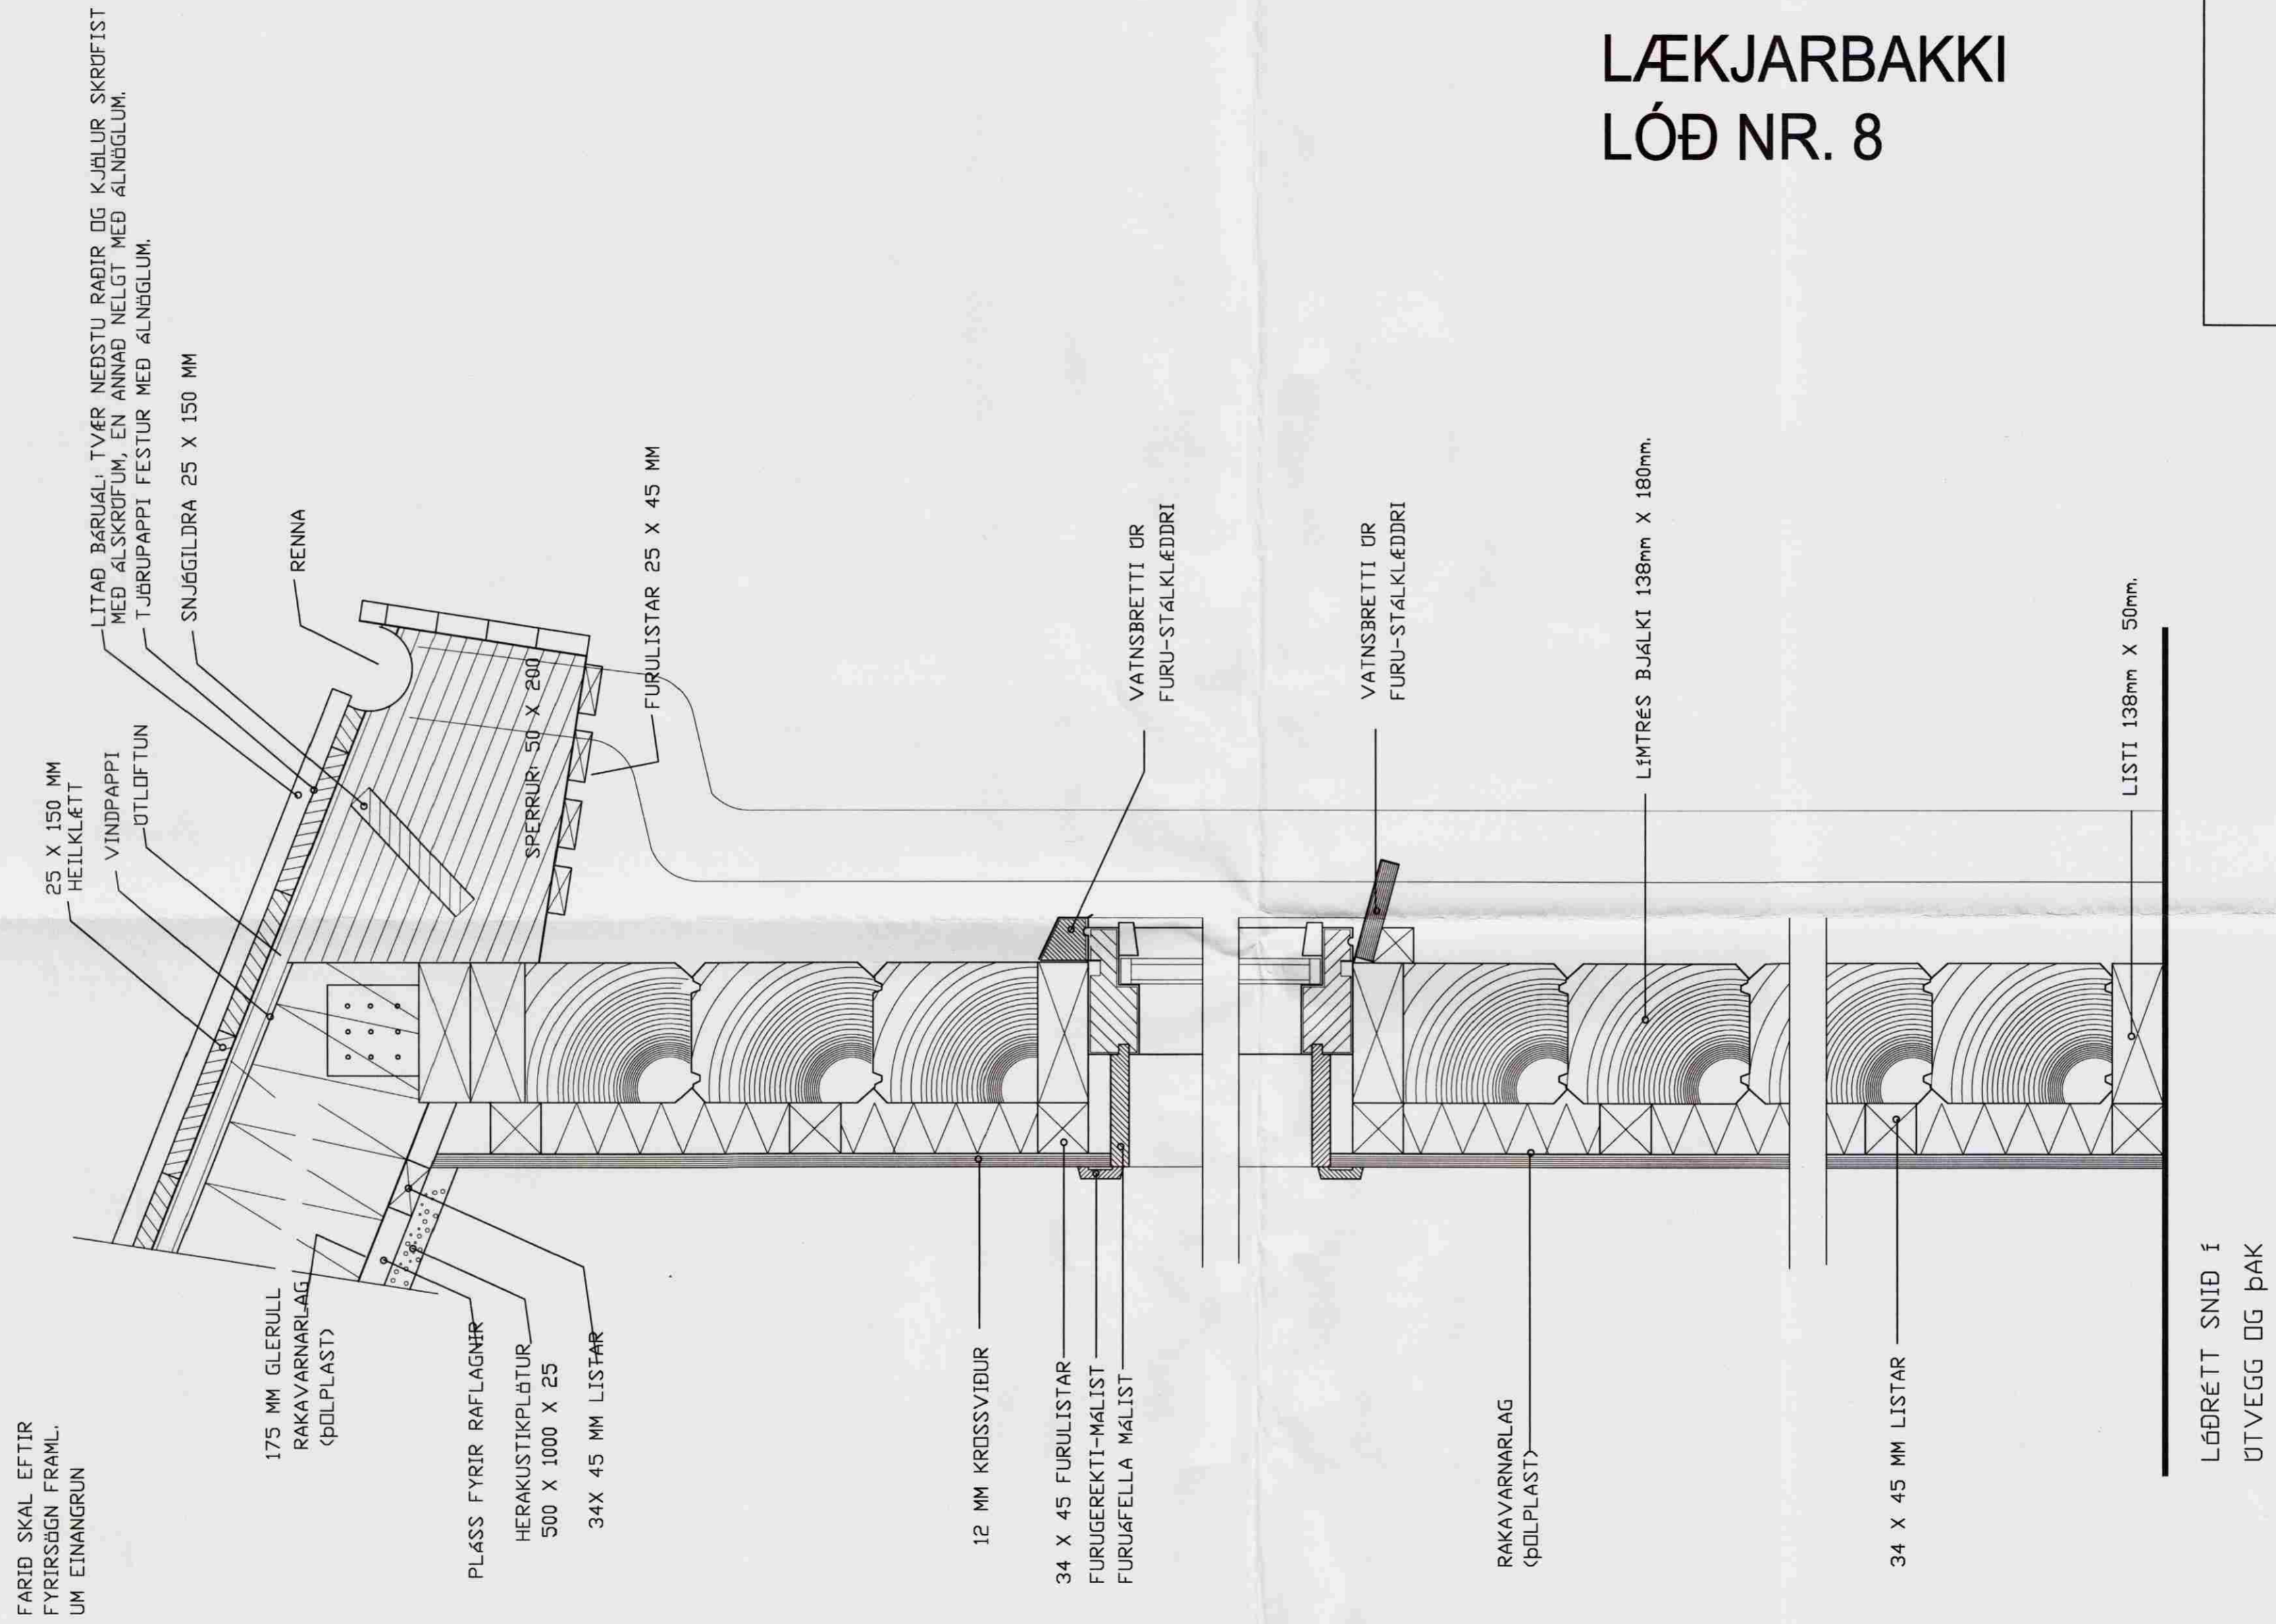 LÆKJARBAKKI
LÓÐ NR. 8
LITAÐ BÁRUÁL: TVÆR NEÐSTU RAÐIR OG KJÖLUR SKRÚFIST
MEÐ ÁLSKRÚFUM, EN ANNAÐ NELGT MEÐ ÁLNÖGLUM.
TJÖRUPAPPI FESTUR MEÐ ÁLNÖGLUM.
SNJÓGILDRA 25 X 150 MM
RENNA
25 X 150 MM
HEILKLÆTT
VINDPAPPI
ÚTLOFTUN
SPERRUR: 50 X 200
FURULISTAR 25 X 45 MM
VATNSBRETTI ÚR
FURU-STÁLKLÆDDRI
VATNSBRETTI ÚR
FURU-STÁLKLÆDDRI
LÍMTRÉS BJÁLKI 138mm X 180mm.
LISTI 138mm X 50mm.
FARIÐ SKAL EFTIR
FYRIRSÖGN FRAML.
UM EINANGRUN
175 MM GLERULL
RAKAVARNARLAG
(ÞOLPLAST)
PLÁSS FYRIR RAFLAGNIR
HERAKUSTIKPLÖTUR
500 X 1000 X 25
34X 45 MM LISTAR
12 MM KROSSVIÐUR
34 X 45 FURULISTAR
FURUGEREKTI-MÁLIST
FURUÁFELLA MÁLIST
RAKAVARNARLAG
(ÞOLPLAST)
34 X 45 MM LISTAR
LÓÐRÉTT SNIÐ Í
ÚTVEGG OG ÞAK